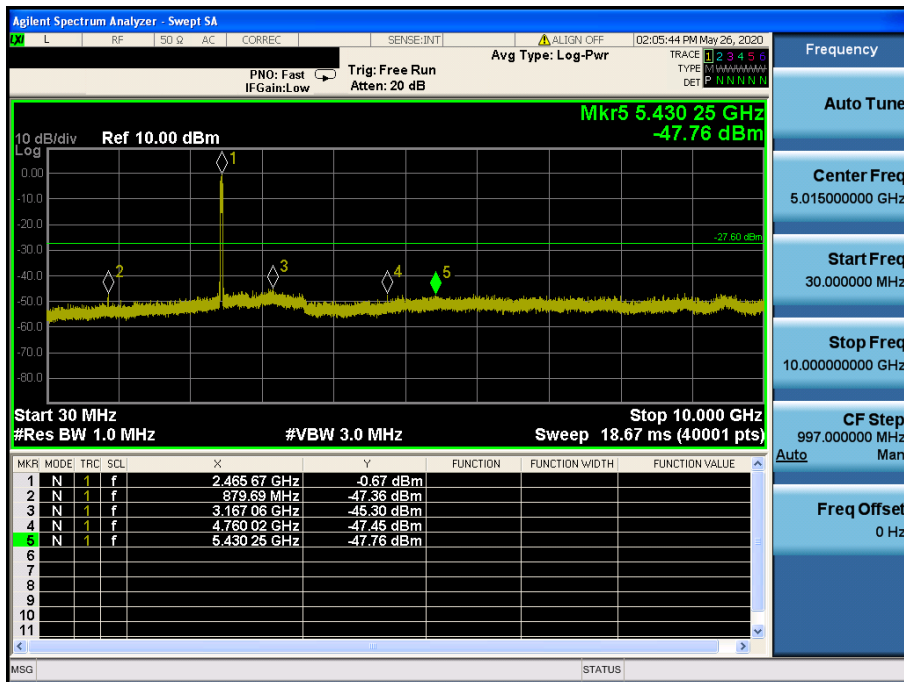 Agilent Spectrum Analyzer - Swept SA
LXI L RF 50 Ω AC CORREC SENSE:INT ALIGN OFF 02:05:44 PM May 26, 2020
Frequency
PNO: Fast
IFGain:Low
Trig: Free Run
Atten: 20 dB
Avg Type: Log-Pwr
TRACE 1 2 3 4 5 6
TYPE M WWWWW
DET P N N N N N
Auto Tune
Mkr5 5.430 25 GHz
-47.76 dBm
10 dB/div Ref 10.00 dBm
Log
0.00
-10.0
-20.0
-30.0
-40.0
-50.0
-60.0
-70.0
-80.0
1
2
3
4
5
-27.60 dBm
Center Freq
5.015000000 GHz
Start Freq
30.000000 MHz
Stop Freq
10.000000000 GHz
Start 30 MHz Stop 10.000 GHz
#Res BW 1.0 MHz #VBW 3.0 MHz Sweep 18.67 ms (40001 pts)
CF Step
997.000000 MHz
Auto Man
Freq Offset
0 Hz
MKR MODE TRC SCL X Y FUNCTION FUNCTION WIDTH FUNCTION VALUE
1 N 1 f 2.465 67 GHz -0.67 dBm
2 N 1 f 879.69 MHz -47.36 dBm
3 N 1 f 3.167 06 GHz -45.30 dBm
4 N 1 f 4.760 02 GHz -47.45 dBm
5 N 1 f 5.430 25 GHz -47.76 dBm
6
7
8
9
10
11
MSG STATUS